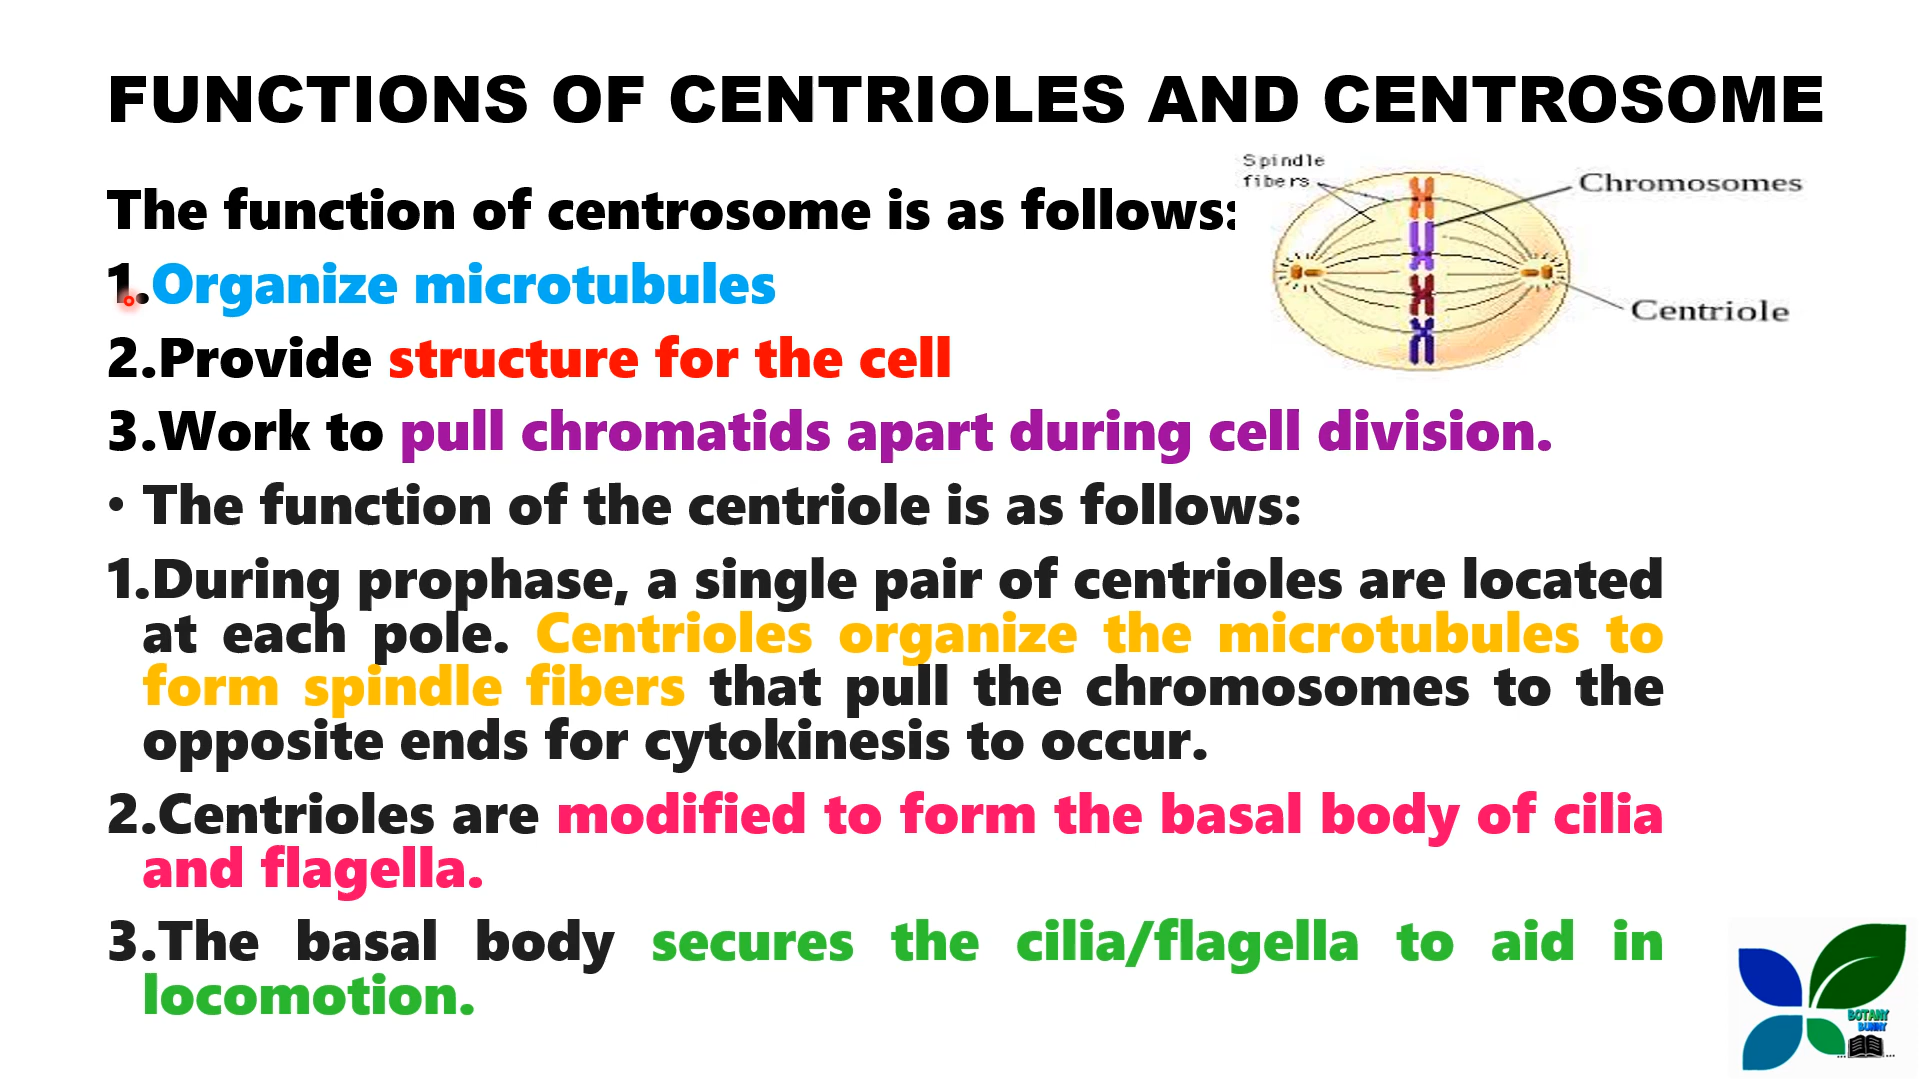 FUNCTIONS OF CENTRIOLES AND CENTROSOME
Spindle
fibers
Chromosomes
Centriole
The function of centrosome is as follows:
1.Organize microtubules
2.Provide structure for the cell
3.Work to pull chromatids apart during cell division.
• The function of the centriole is as follows:
1.During prophase, a single pair of centrioles are located
at each pole. Centrioles organize the microtubules to
form spindle fibers that pull the chromosomes to the
opposite ends for cytokinesis to occur.
2.Centrioles are modified to form the basal body of cilia
and flagella.
3.The basal body secures the cilia/flagella to aid in
locomotion.
BOTANY
BUNNY